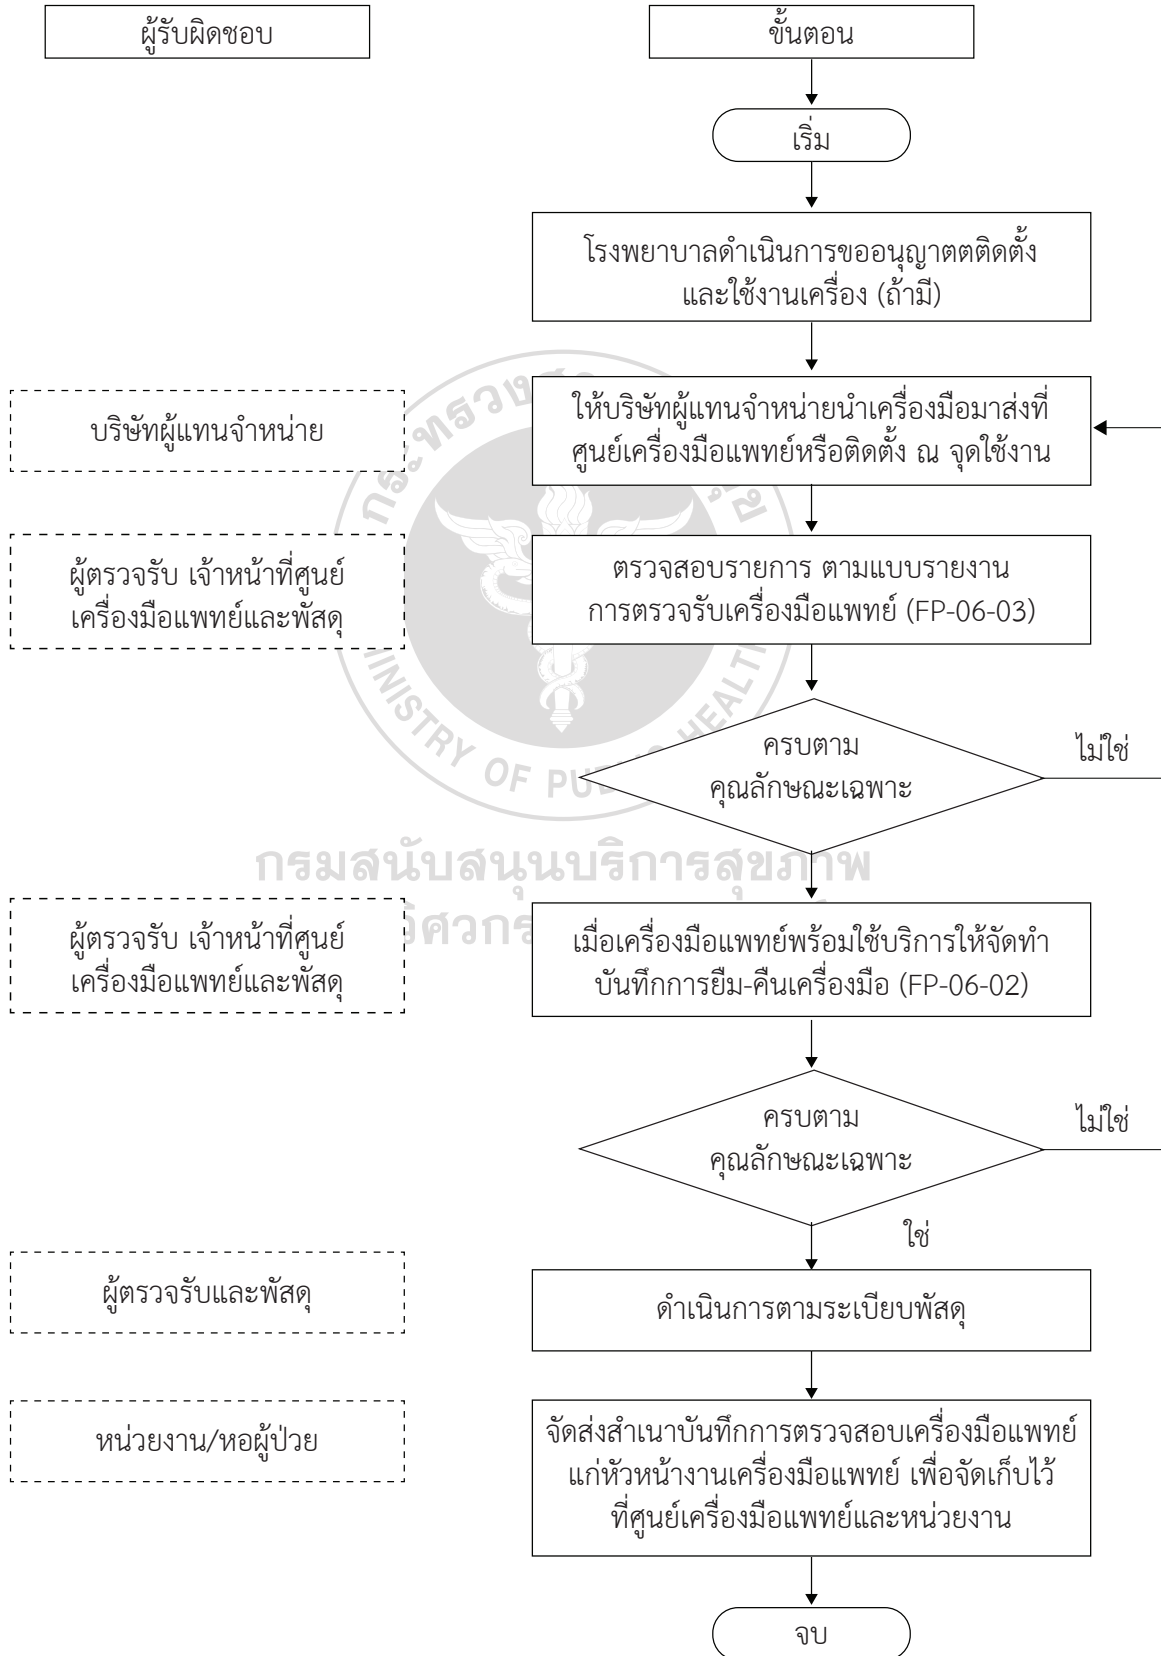 ผู้รับผิดชอบ
ขั้นตอน
เริ่ม
โรงพยาบาลดำเนินการขออนุญาตตติดตั้ง
และใช้งานเครื่อง (ถ้ามี)
บริษัทผู้แทนจำหน่าย
ให้บริษัทผู้แทนจำหน่ายนำเครื่องมือมาส่งที่
ศูนย์เครื่องมือแพทย์หรือติดตั้ง ณ จุดใช้งาน
ผู้ตรวจรับ เจ้าหน้าที่ศูนย์
เครื่องมือแพทย์และพัสดุ
ตรวจสอบรายการ ตามแบบรายงาน
การตรวจรับเครื่องมือแพทย์ (FP-06-03)
ครบตาม
คุณลักษณะเฉพาะ
ไม่ใช่
OF
กรมสนับสนุนบริการสุขภาพ
ผู้ตรวจรับ เจ้าหน้าที่ศูนย์
เครื่องมือแพทย์และพัสดุ
เมื่อเครื่องมือแพทย์พร้อมใช้บริการให้จัดทำ
บันทึกการยืม-คืนเครื่องมือ (FP-06-02)
ครบตาม
คุณลักษณะเฉพาะ
ไม่ใช่
ใช่
ผู้ตรวจรับและพัสดุ
ดำเนินการตามระเบียบพัสดุ
หน่วยงาน/หอผู้ป่วย
จัดส่งสำเนาบันทึกการตรวจสอบเครื่องมือแพทย์
แก่หัวหน้างานเครื่องมือแพทย์ เพื่อจัดเก็บไว้
ที่ศูนย์เครื่องมือแพทย์และหน่วยงาน
จบ